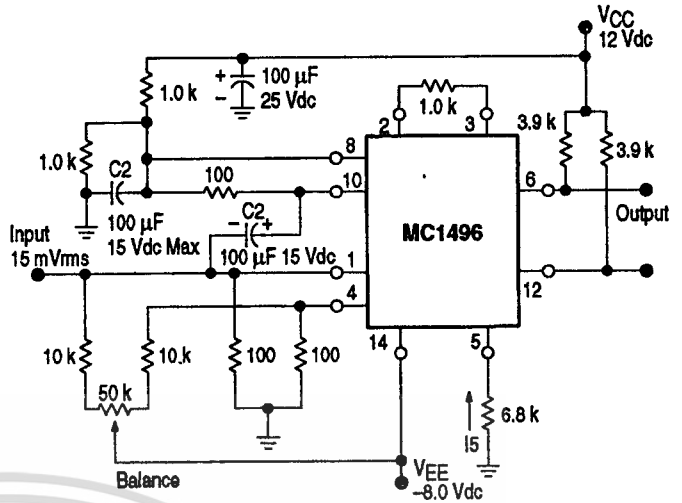 VCC
12 Vdc
+
–
100 µF
25 Vdc
1.0 k
1.0 k
2
3
3.9 k
3.9 k
1.0 k
C2
100
8
10
6
100 µF
15 Vdc Max
– C2 +
MC1496
Output
Input
15 mVrms
100 µF 15 Vdc
1
4
12
14
5
10 k
10.k
100
100
50 k
I5
6.8 k
Balance
VEE
–8.0 Vdc